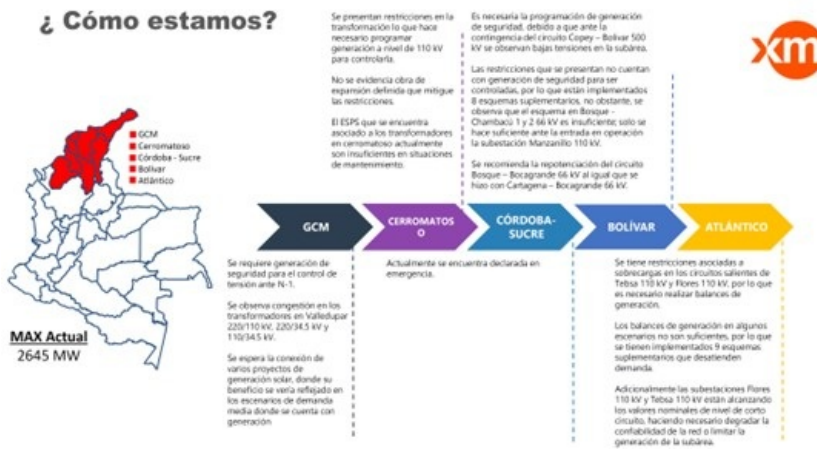 ¿ Cómo estamos?
xm
GCM
Cerromatoso
Córdoba - Sucre
Bolívar
Atlántico
MAX Actual
2645 MW
Se presentan restricciones en la
transformación lo que hace
necesario programar
generación a nivel de 110 kV
para controlarla.
No se evidencia obra de
expansión definida que mitigue
las restricciones.
El ESPS que se encuentra
asociado a los transformadores
en cerromatoso actualmente
son insuficientes en situaciones
de mantenimiento.
Es necesaria la programación de generación
de seguridad, debido a que ante la
contingencia del circuito Copey – Bolívar 500
kV se observan bajas tensiones en la subárea.
Las restricciones que se presentan no cuentan
con generación de seguridad para ser
controladas, por lo que están implementados
8 esquemas suplementarios, no obstante, se
observa que el esquema en Bosque -
Chambacú 1 y 2 66 kV es insuficiente; solo se
hace suficiente ante la entrada en operación
la subestación Manzanillo 110 kV.
Se recomienda la repotenciación del circuito
Bosque – Bocagrande 66 kV al igual que se
hizo con Cartagena – Bocagrande 66 kV.
GCM
CERROMATOS
O
CÓRDOBA-
SUCRE
BOLÍVAR
ATLÁNTICO
Se requiere generación de
seguridad para el control de
tensión ante N-1.
Se observa congestión en los
transformadores en Valledupar
220/110 kV, 220/34.5 kV y
110/34.5 kV.
Se espera la conexión de
varios proyectos de
generación solar, donde su
beneficio se vería reflejado en
los escenarios de demanda
media donde se cuenta con
generación
Actualmente se encuentra declarada en
emergencia.
Se tiene restricciones asociadas a
sobrecargas en los circuitos salientes de
Tebsa 110 kV y Flores 110 kV, por lo que
es necesario realizar balances de
generación.
Los balances de generación en algunos
escenarios no son suficientes, por lo que
se tienen implementados 9 esquemas
suplementarios que desatienden
demanda.
Adicionalmente las subestaciones Flores
110 kV y Tebsa 110 kV están alcanzando
los valores nominales de nivel de corto
circuito, haciendo necesario degradar la
confiabilidad de la red o limitar la
generación de la subárea.